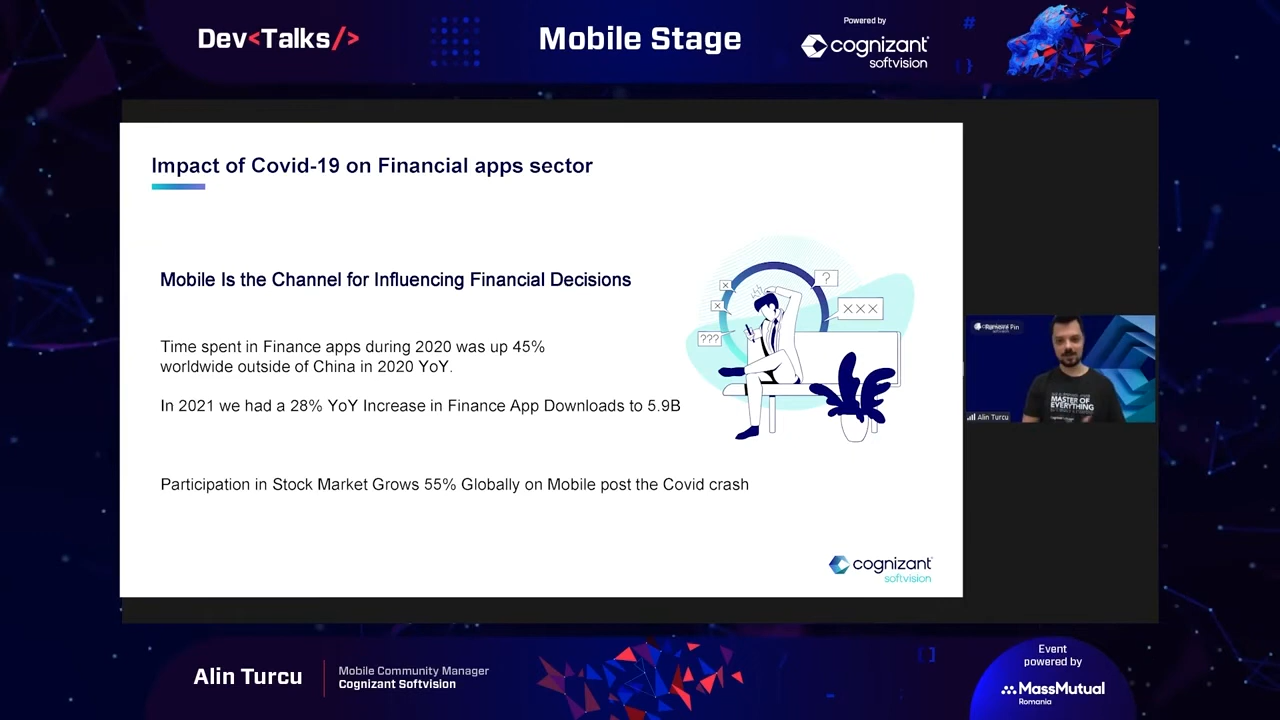 Dev<Talks/>
Mobile Stage
Powered by
cognizant
softvision
Impact of Covid-19 on Financial apps sector
Mobile Is the Channel for Influencing Financial Decisions
Time spent in Finance apps during 2020 was up 45%
worldwide outside of China in 2020 YoY.
In 2021 we had a 28% YoY Increase in Finance App Downloads to 5.9B
Participation in Stock Market Grows 55% Globally on Mobile post the Covid crash
?
XXX
???
cognizant
softvision
MASTER OF
EVERYTHING
Alin Turcu
Alin Turcu
Mobile Community Manager
Cognizant Softvision
Event
powered by
MassMutual
Romania